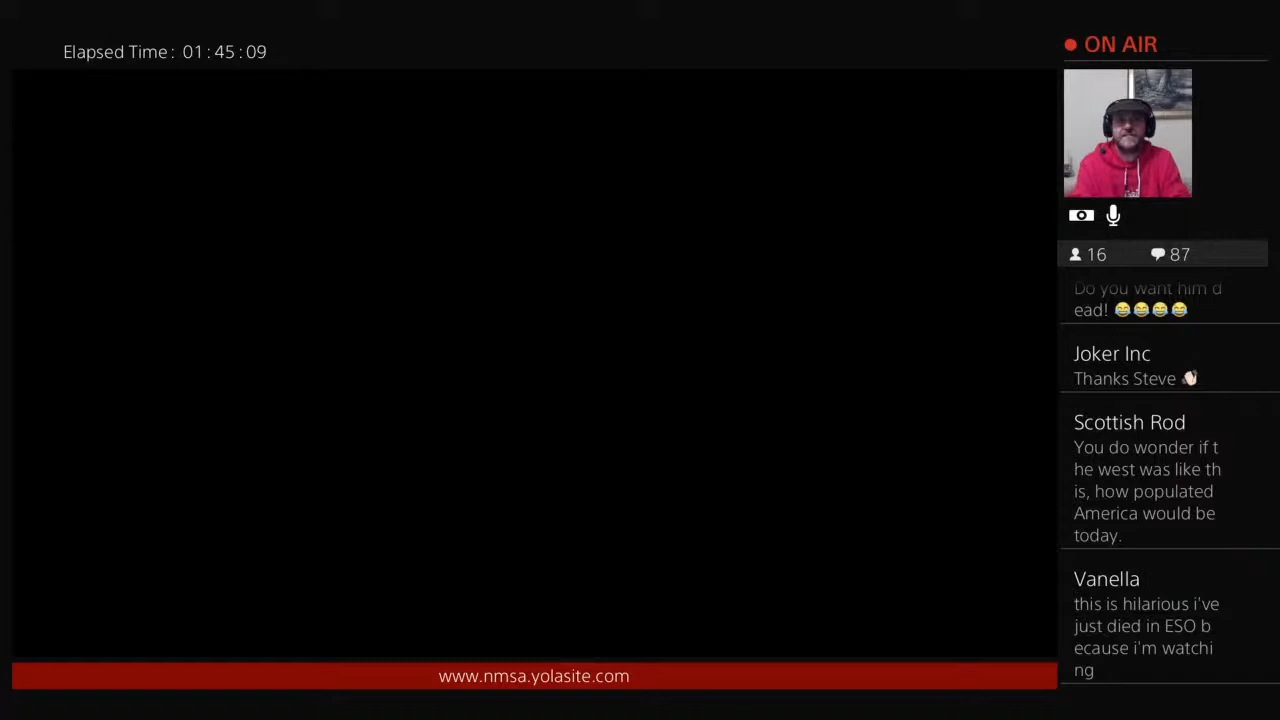 Elapsed Time: 01:45:09
ON AIR
16 87
Do you want him d
ead! 😂😂😂😂
Joker Inc
Thanks Steve 👏🏻
Scottish Rod
You do wonder if t
he west was like th
is, how populated
America would be
today.
Vanella
this is hilarious i've
just died in ESO b
ecause i'm watchi
ng
www.nmsa.yolasite.com